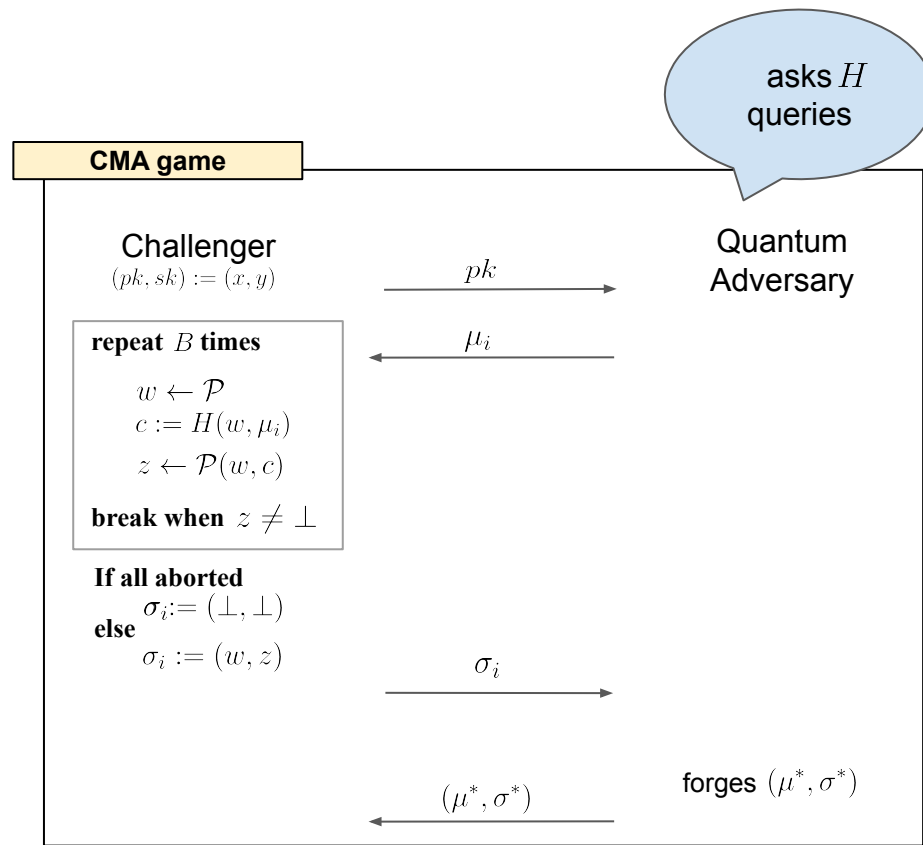 asks H
queries
CMA game
Challenger
(pk, sk) := (x, y)
pk
Quantum
Adversary
repeat B times
μ_i
w ← 𝒫
c := H(w, μ_i)
z ← 𝒫(w, c)
break when z ≠ ⊥
If all aborted
σ_i := (⊥, ⊥)
else
σ_i := (w, z)
σ_i
forges (μ*, σ*)
(μ*, σ*)